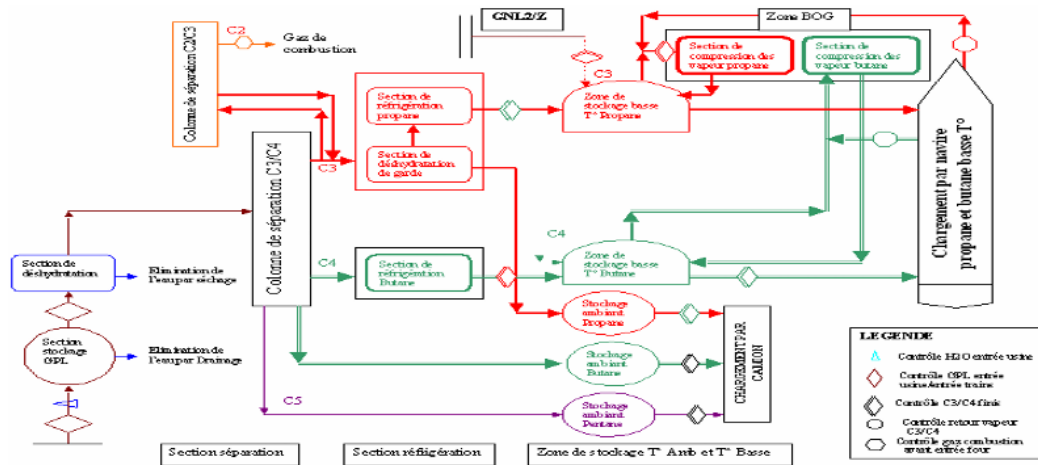 GNL2/Z
Zone BOG
C2
Gaz de
combustion
Colonne de séparation C2/C3
Section de
compression des
vapeur propane
Section de
compression des
vapeur butane
C3
Section de
réfrigération
propane
Zone de
stockage basse
T° Propane
Colonne de séparation C3/C4
C3
Section de
déshydratation
de garde
Chargement par navire
propane et butane basse T°
C4
Section de
déshydratation
Elimination de
l'eau par séchage
C4
Section de
réfrigération
Butane
Zone de
stockage basse
T° Butane
Stockage
ambiant
Propane
Section
stockage
GPL
Elimination de
l'eau par Drainage
Stockage
ambiant
Butane
CHARGEMENT PAR
CAMION
C5
Stockage
ambiant
Pentane
LEGENDE
Contrôle H2O entrée usine
Contrôle GPL entrée
usine/entrée trains
Contrôle C3/C4 finis
Contrôle retour vapeur
C3/C4
Contrôle gaz combustion
avant entrée four
Section séparation
Section réfrigération
Zone de stockage T° Amb et T° Basse